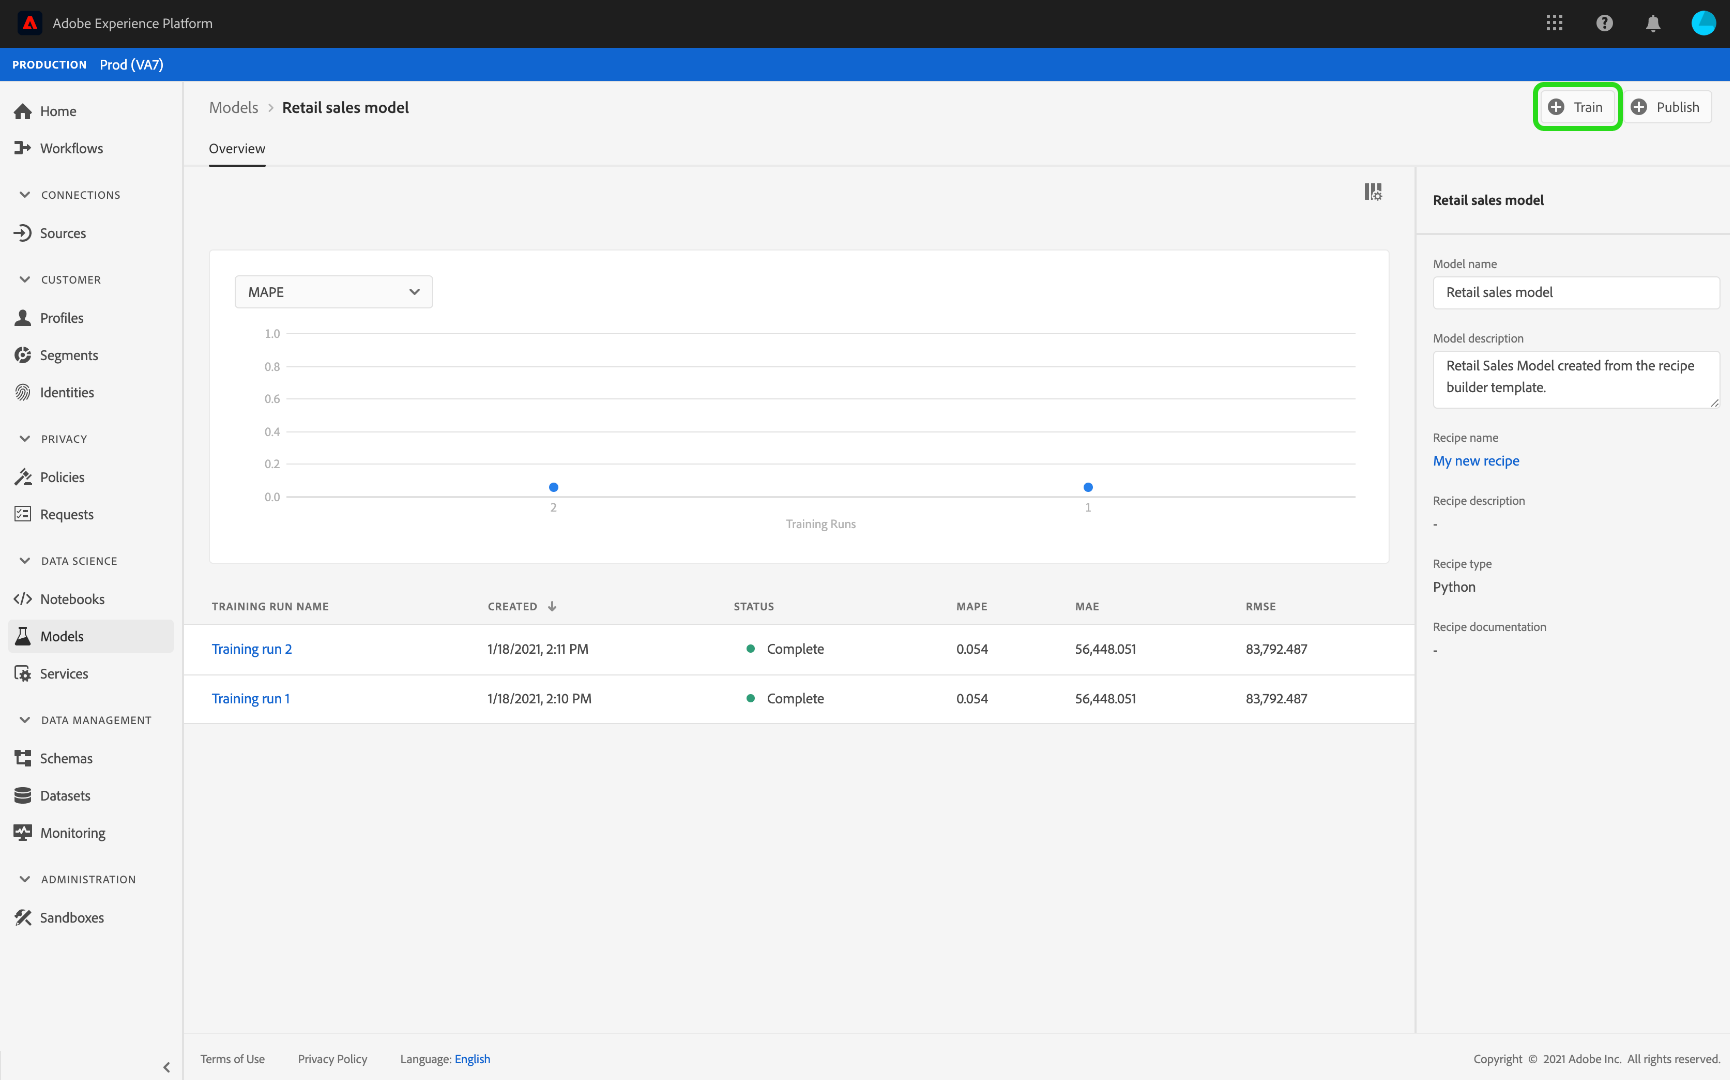 Adobe Experience Platform
PRODUCTION Prod (VA7)
Home
Workflows
CONNECTIONS
Sources
CUSTOMER
Profiles
Segments
Identities
PRIVACY
Policies
Requests
DATA SCIENCE
Notebooks
Models
Services
DATA MANAGEMENT
Schemas
Datasets
Monitoring
ADMINISTRATION
Sandboxes
Models > Retail sales model
Train
Publish
Overview
MAPE
1.0
0.8
0.6
0.4
0.2
0.0
2 1
Training Runs
TRAINING RUN NAME CREATED ↓ STATUS MAPE MAE RMSE
Training run 2 1/18/2021, 2:11 PM Complete 0.054 56,448.051 83,792.487
Training run 1 1/18/2021, 2:10 PM Complete 0.054 56,448.051 83,792.487
Retail sales model
Model name
Retail sales model
Model description
Retail Sales Model created from the recipe
builder template.
Recipe name
My new recipe
Recipe description
-
Recipe type
Python
Recipe documentation
-
Terms of Use Privacy Policy Language: English
Copyright © 2021 Adobe Inc. All rights reserved.